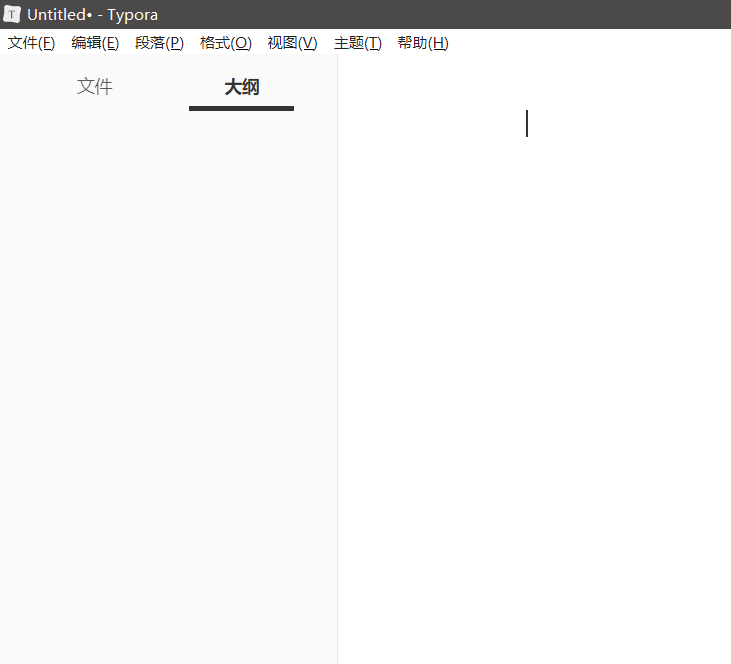 T Untitled• - Typora
文件(F) 编辑(E) 段落(P) 格式(O) 视图(V) 主题(T) 帮助(H)
文件 大纲